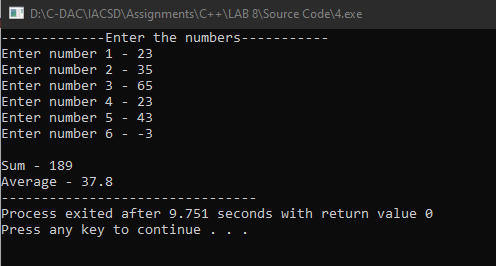 D:\C-DAC\IACSD\Assignments\C++\LAB 8\Source Code\4.exe
-------------Enter the numbers-----------
Enter number 1 - 23
Enter number 2 - 35
Enter number 3 - 65
Enter number 4 - 23
Enter number 5 - 43
Enter number 6 - -3
Sum - 189
Average - 37.8
--------------------------------
Process exited after 9.751 seconds with return value 0
Press any key to continue . . .